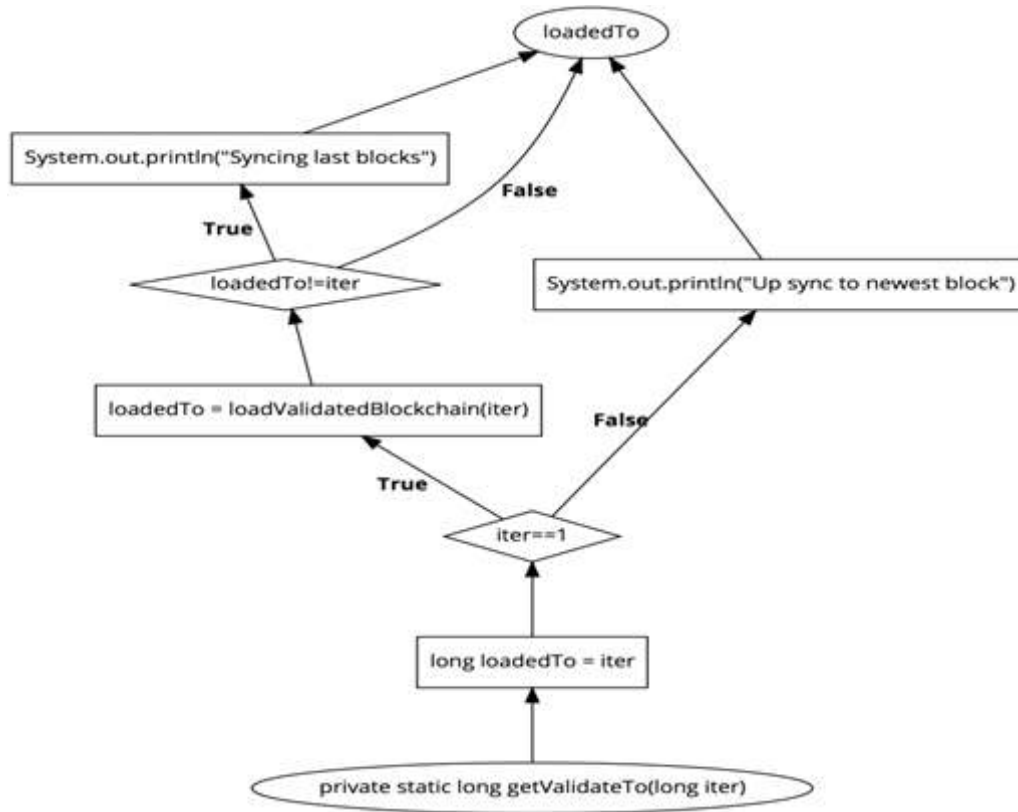 loadedTo
System.out.println("Syncing last blocks")
False
True
loadedTo!=iter
System.out.println("Up sync to newest block")
loadedTo = loadValidatedBlockchain(iter)
False
True
iter==1
long loadedTo = iter
private static long getValidateTo(long iter)